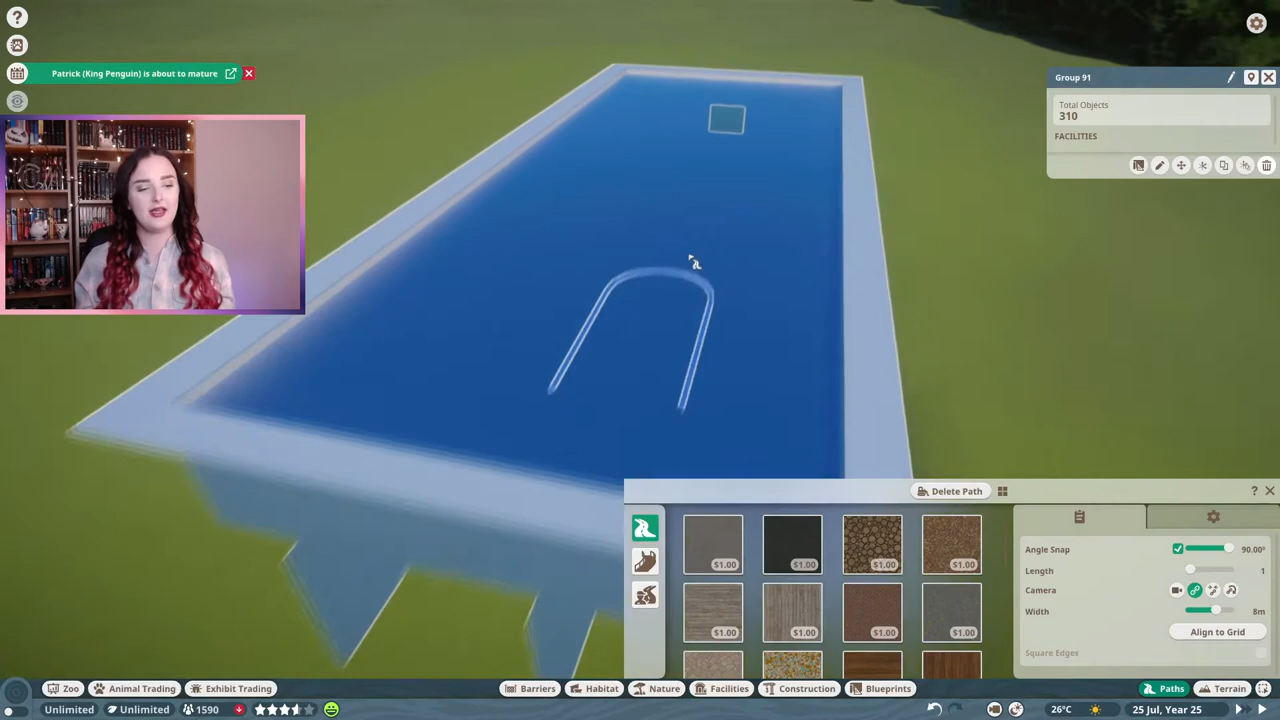 ?
Patrick (King Penguin) is about to mature
Group 91
Total Objects
310
FACILITIES
Delete Path
?
$1.00
$1.00
$1.00
$1.00
$1.00
$1.00
$1.00
$1.00
Angle Snap
90.00°
Length
1
Camera
Width
8m
Align to Grid
Square Edges
Zoo
Animal Trading
Exhibit Trading
Barriers
Habitat
Nature
Facilities
Construction
Blueprints
Paths
Terrain
Unlimited
Unlimited
1590
26°C
25 Jul, Year 25